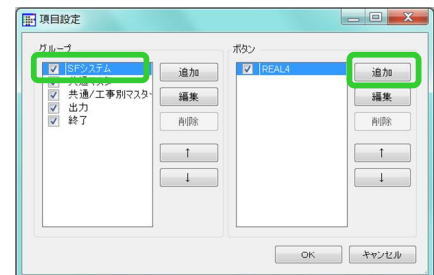 項目設定
グループ
ボタン
SFシステム
共通/工事別マスター
出力
終了
追加
編集
削除
↑
↓
REAL4
追加
編集
削除
↑
↓
OK
キャンセル